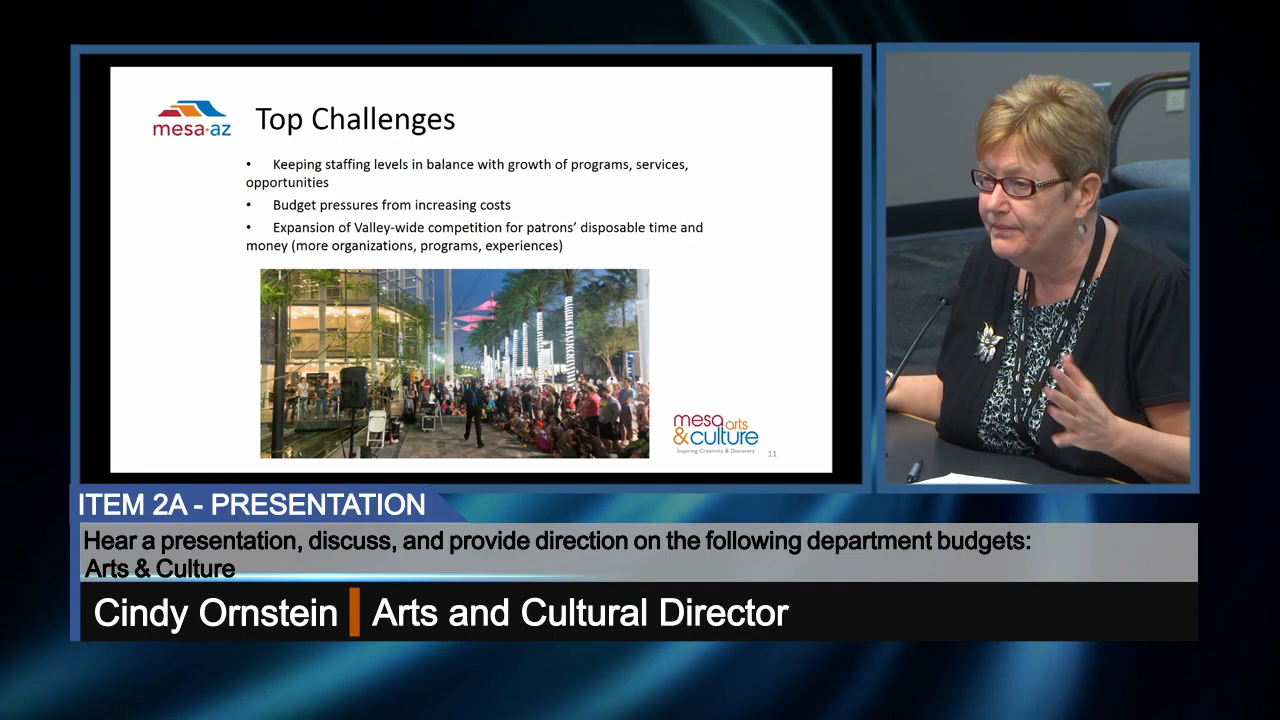 mesa·az
Top Challenges
• Keeping staffing levels in balance with growth of programs, services,
opportunities
• Budget pressures from increasing costs
• Expansion of Valley-wide competition for patrons' disposable time and
money (more organizations, programs, experiences)
mesa arts
&culture
Inspiring Creativity & Discovery
11
ITEM 2A - PRESENTATION
Hear a presentation, discuss, and provide direction on the following department budgets:
Arts & Culture
Cindy Ornstein | Arts and Cultural Director